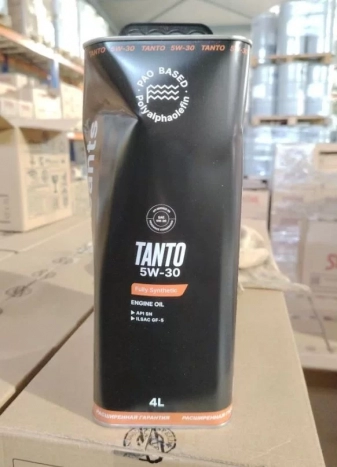 TANTO 5W-30 TANTO 5W-30 TANTO
PAO BASED
Polyalphaolefin
TANTO
5W-30
Fully Synthetic
ENGINE OIL
▶ API SN
▶ ILSAC GF-5
4L
РАСШИРЕННАЯ ГАРАНТИЯ РАСШИРЕННАЯ